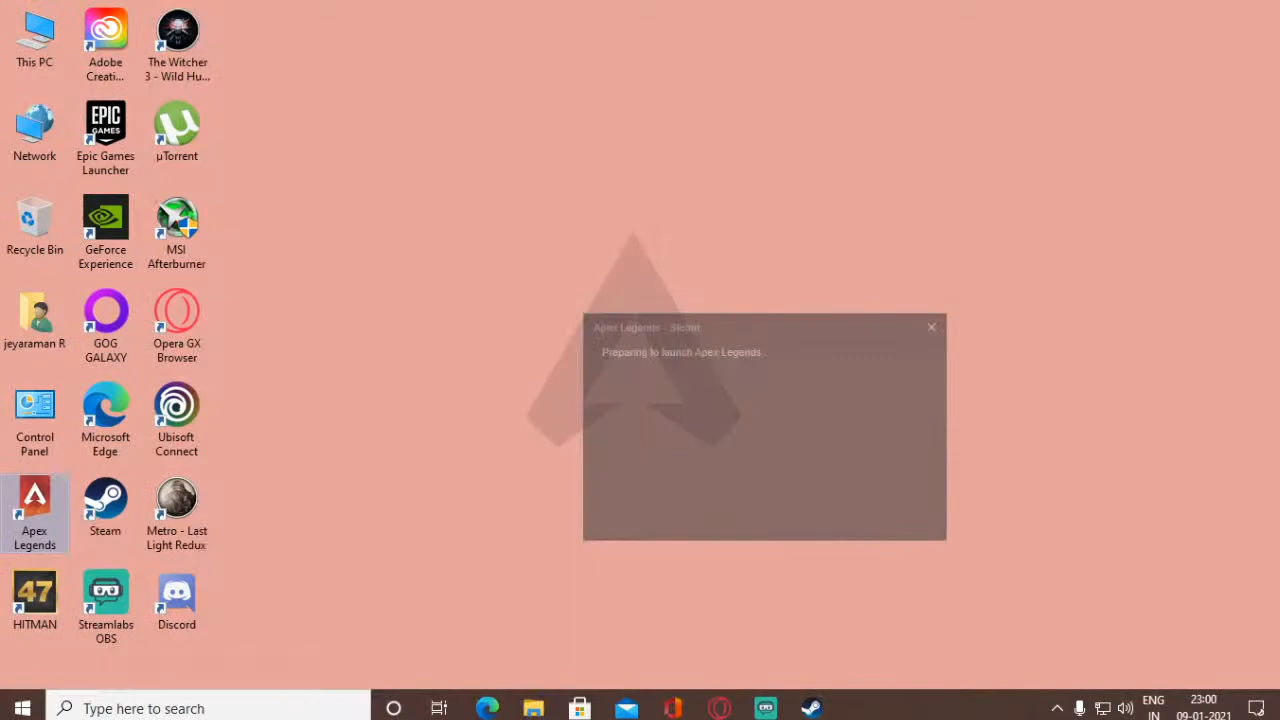 This PC
Adobe
Creati...
The Witcher
3 - Wild Hu...
Network
EPIC
GAMES
Epic Games
Launcher
µ
µTorrent
Recycle Bin
GeForce
Experience
MSI
Afterburner
jeyaraman R
GOG
GALAXY
Opera GX
Browser
Control
Panel
Microsoft
Edge
Ubisoft
Connect
Apex
Legends
Steam
Metro - Last
Light Redux
47
HITMAN
Streamlabs
OBS
Discord
Apex Legends - Steam
Preparing to launch Apex Legends...
Type here to search
ENG
IN
23:00
09-01-2021